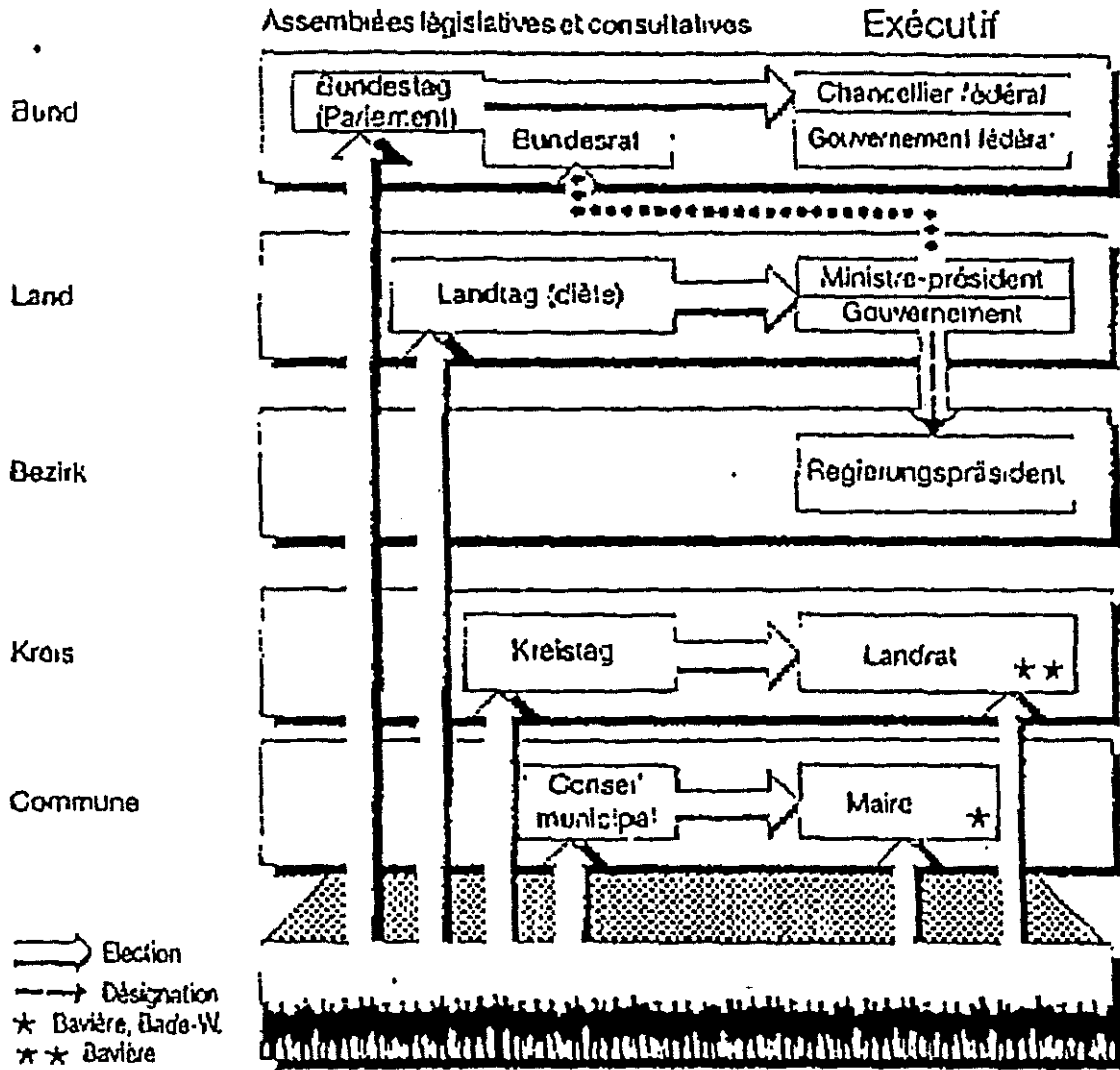 Assemblées législatives et consultatives
Exécutif
Bund
Bundestag
(Parlement)
Chancelier fédéral
Bundesrat
Gouvernement fédéral
Land
Landtag (diète)
Ministre-président
Gouvernement
Bezirk
Regierungspräsident
Kreis
Kreistag
Landrat
★ ★
Commune
Conseil
municipal
Maire
★
Election
Désignation
★ Bavière, Bade-W.
★ ★ Bavière